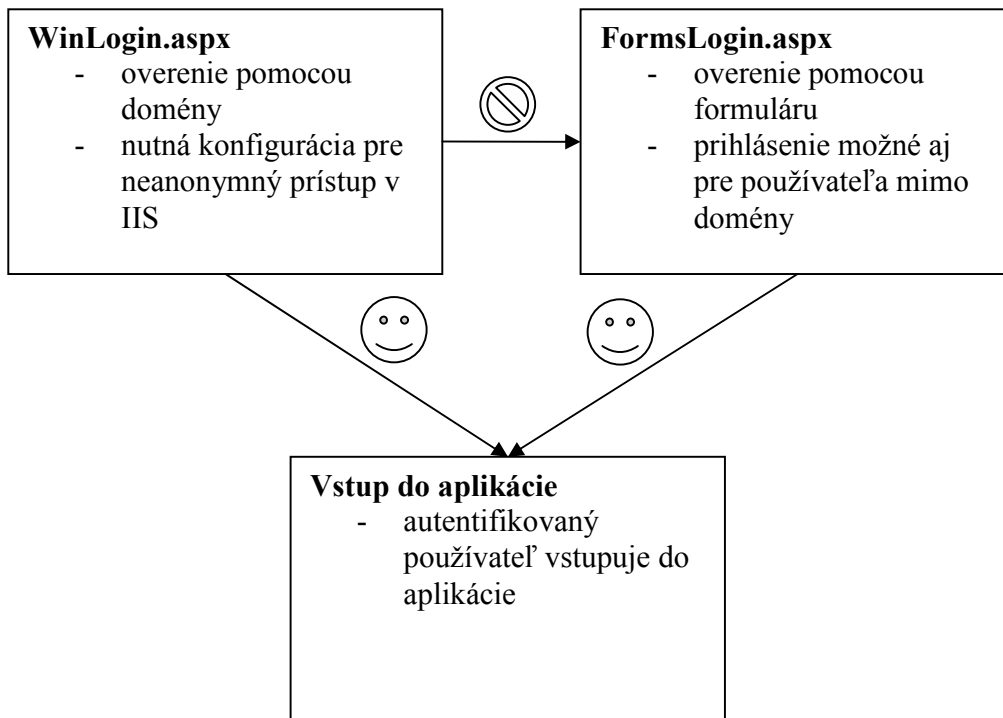 WinLogin.aspx
- overenie pomocou
domény
- nutná konfigurácia pre
neanonymný prístup v
IIS
FormsLogin.aspx
- overenie pomocou
formuláru
- prihlásenie možné aj
pre používateľa mimo
domény
Vstup do aplikácie
- autentifikovaný
používateľ vstupuje do
aplikácie